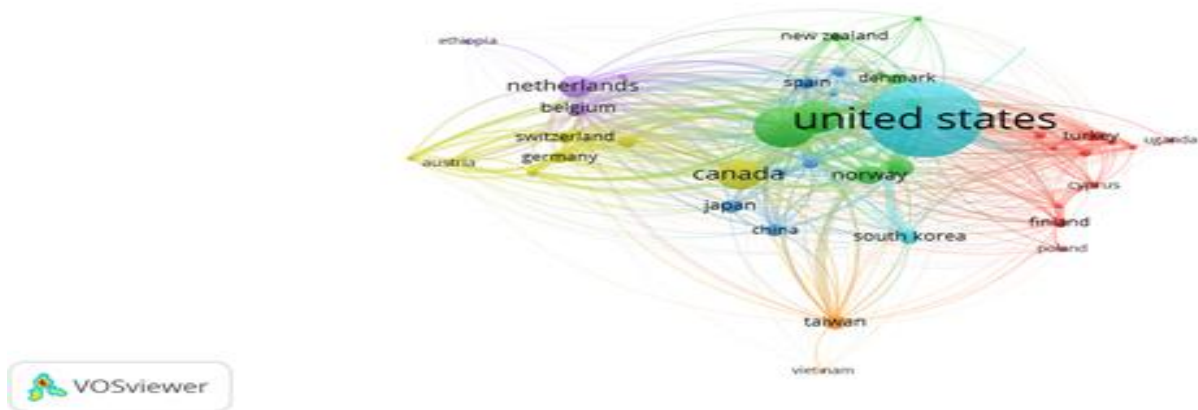 new zealand
ethiopia
netherlands
spain
denmark
belgium
united states
switzerland
turkey
uganda
germany
austria
canada
norway
cyprus
japan
finland
china
south korea
poland
taiwan
vietnam
VOSviewer